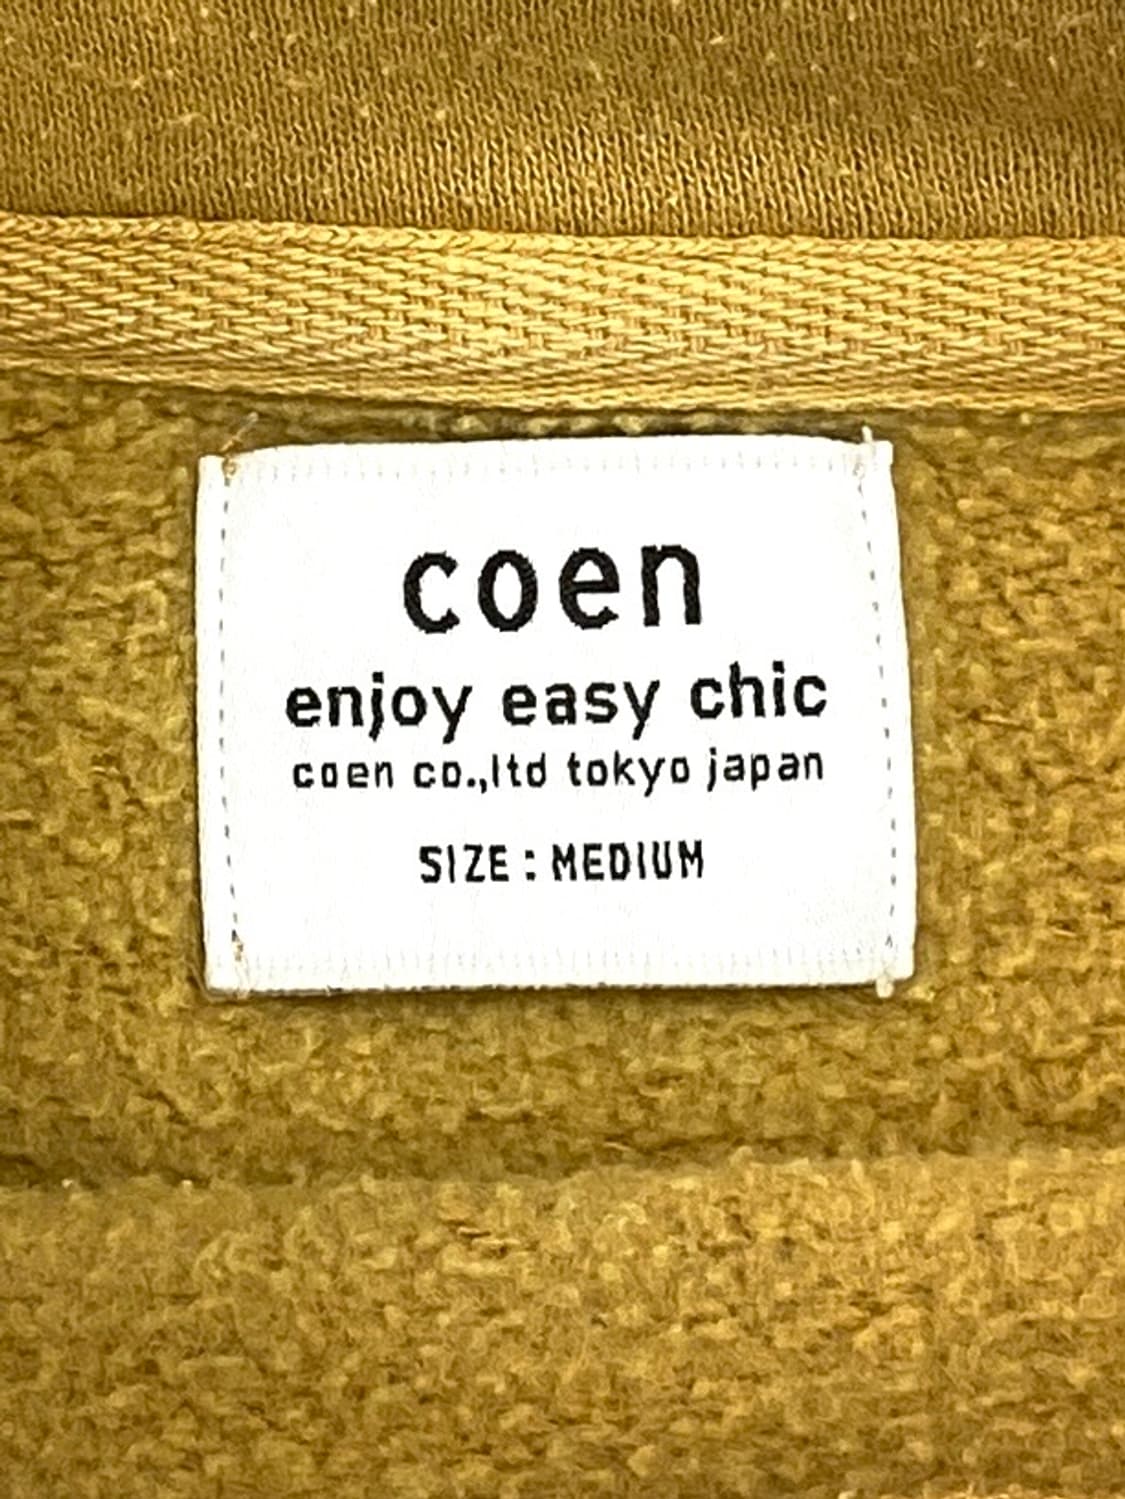 coen
enjoy easy chic
coen co.,ltd tokyo japan
SIZE : MEDIUM